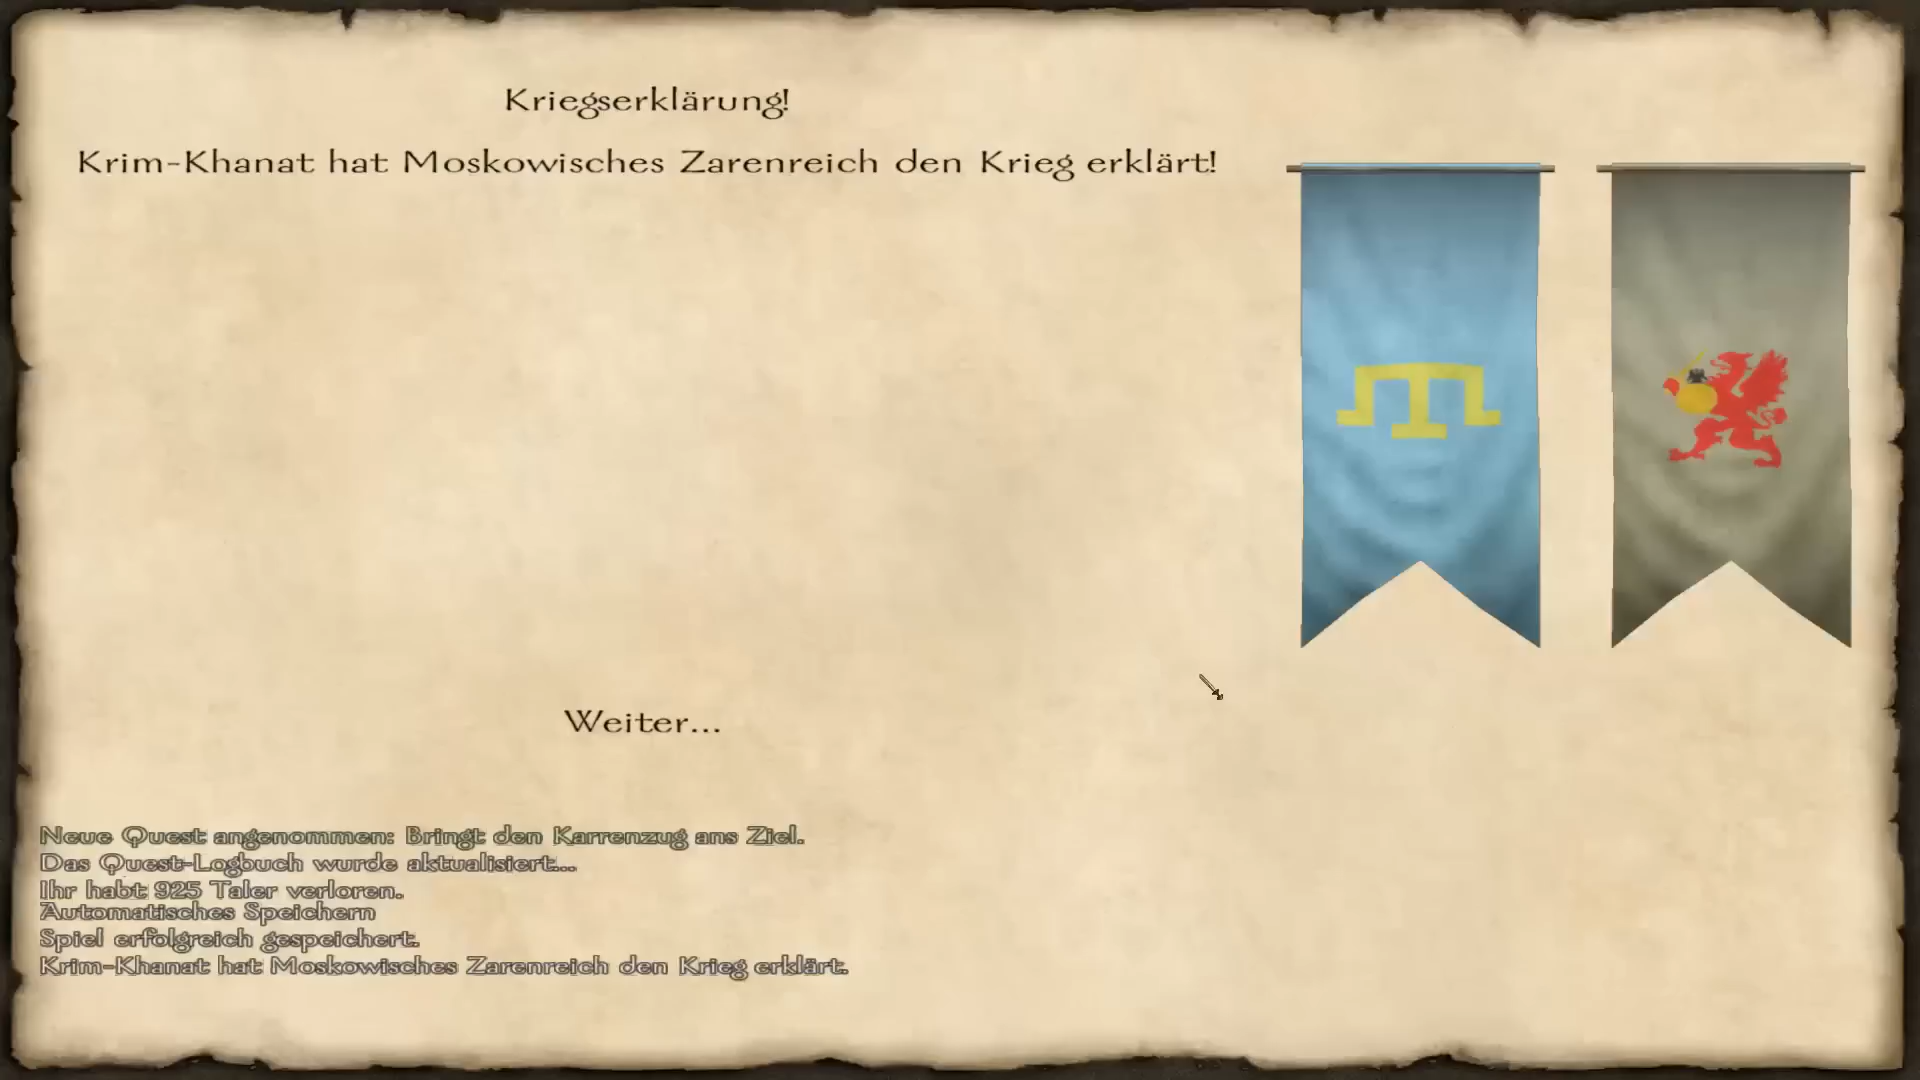 Kriegserklärung!
Krim-Khanat hat Moskowisches Zarenreich den Krieg erklärt!
Weiter...
Neue Quest angenommen: Bringt den Karrenzug ans Ziel.
Das Quest-Logbuch wurde aktualisiert...
Ihr habt 925 Taler verloren.
Automatisches Speichern
Spiel erfolgreich gespeichert.
Krim-Khanat hat Moskowisches Zarenreich den Krieg erklärt.